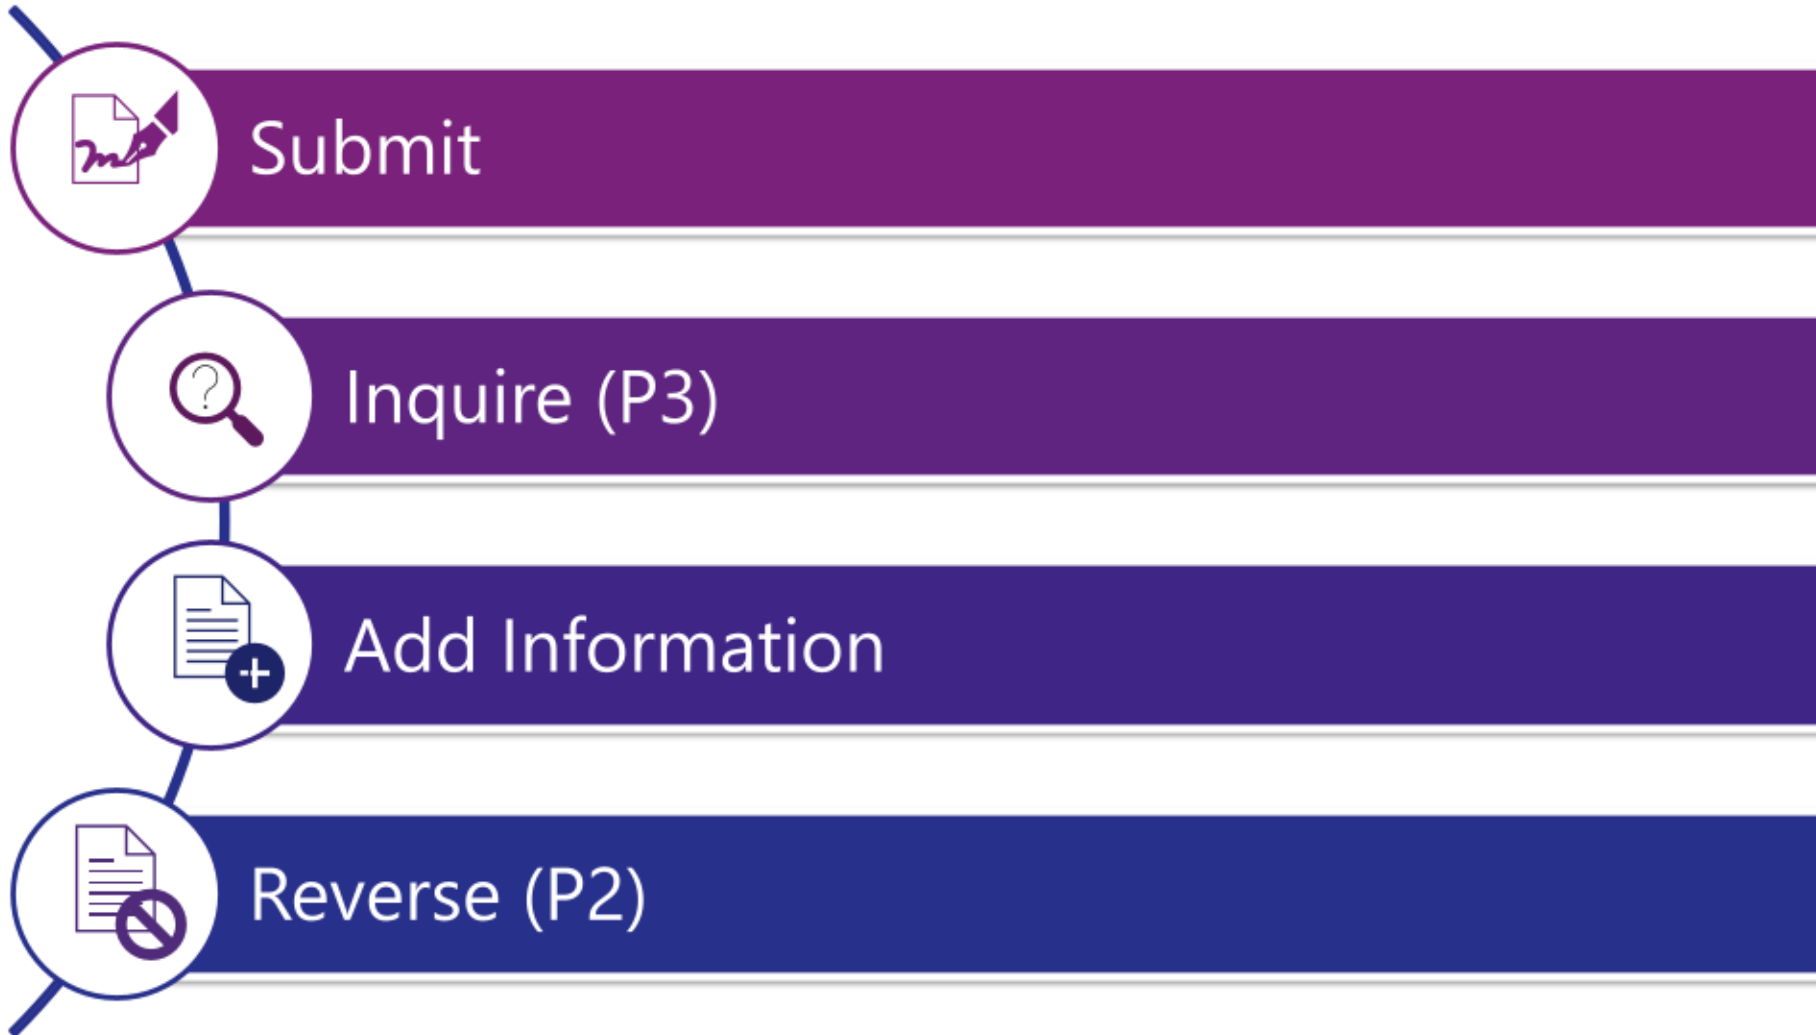 Submit
Inquire (P3)
Add Information
Reverse (P2)